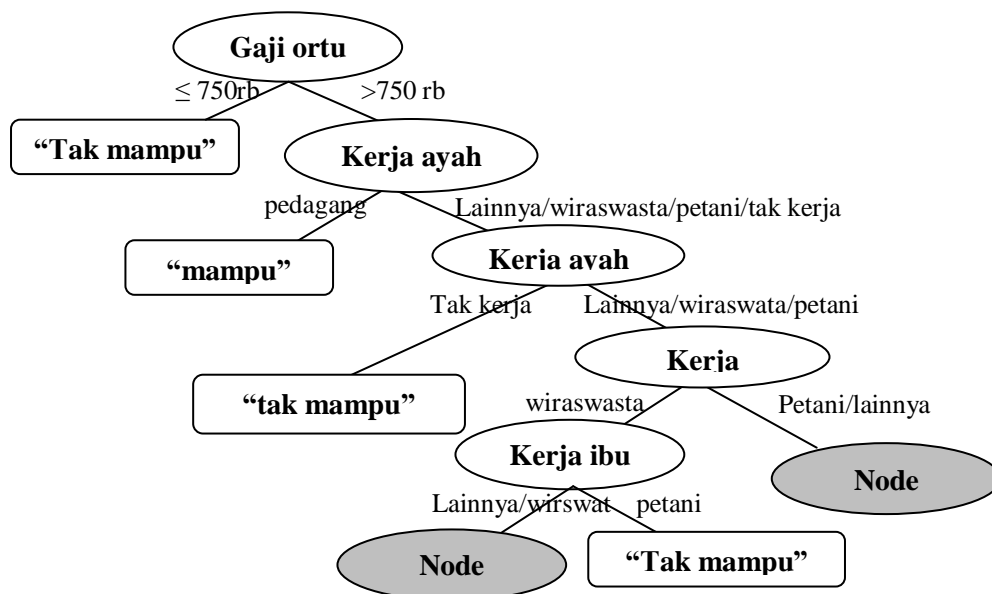 Gaji ortu
≤ 750rb >750 rb
“Tak mampu”
Kerja ayah
pedagang Lainnya/wiraswasta/petani/tak kerja
“mampu”
Kerja ayah
Tak kerja Lainnya/wiraswata/petani
Kerja
“tak mampu”
wiraswasta Petani/lainnya
Kerja ibu
Node
Lainnya/wirswat petani
Node
“Tak mampu”